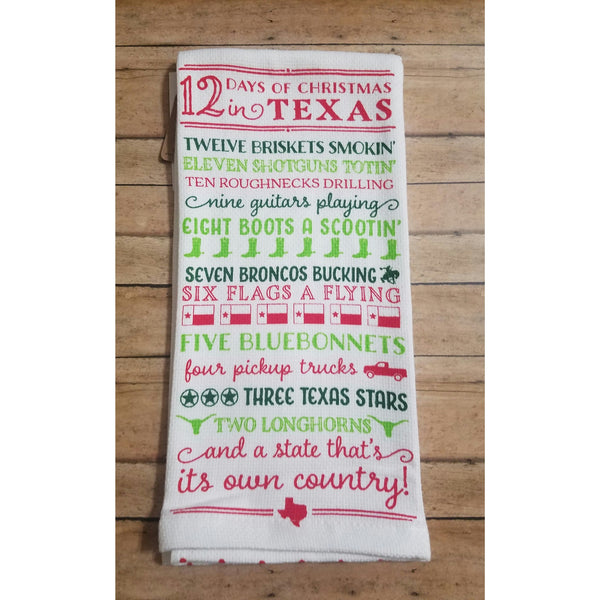 12 DAYS OF CHRISTMAS
in TEXAS
TWELVE BRISKETS SMOKIN'
ELEVEN SHOTGUNS TOTIN'
TEN ROUGHNECKS DRILLING
nine guitars playing
EIGHT BOOTS A SCOOTIN'
SEVEN BRONCOS BUCKING
SIX FLAGS A FLYING
FIVE BLUEBONNETS
four pickup trucks
THREE TEXAS STARS
TWO LONGHORNS
and a state that's
its own country!